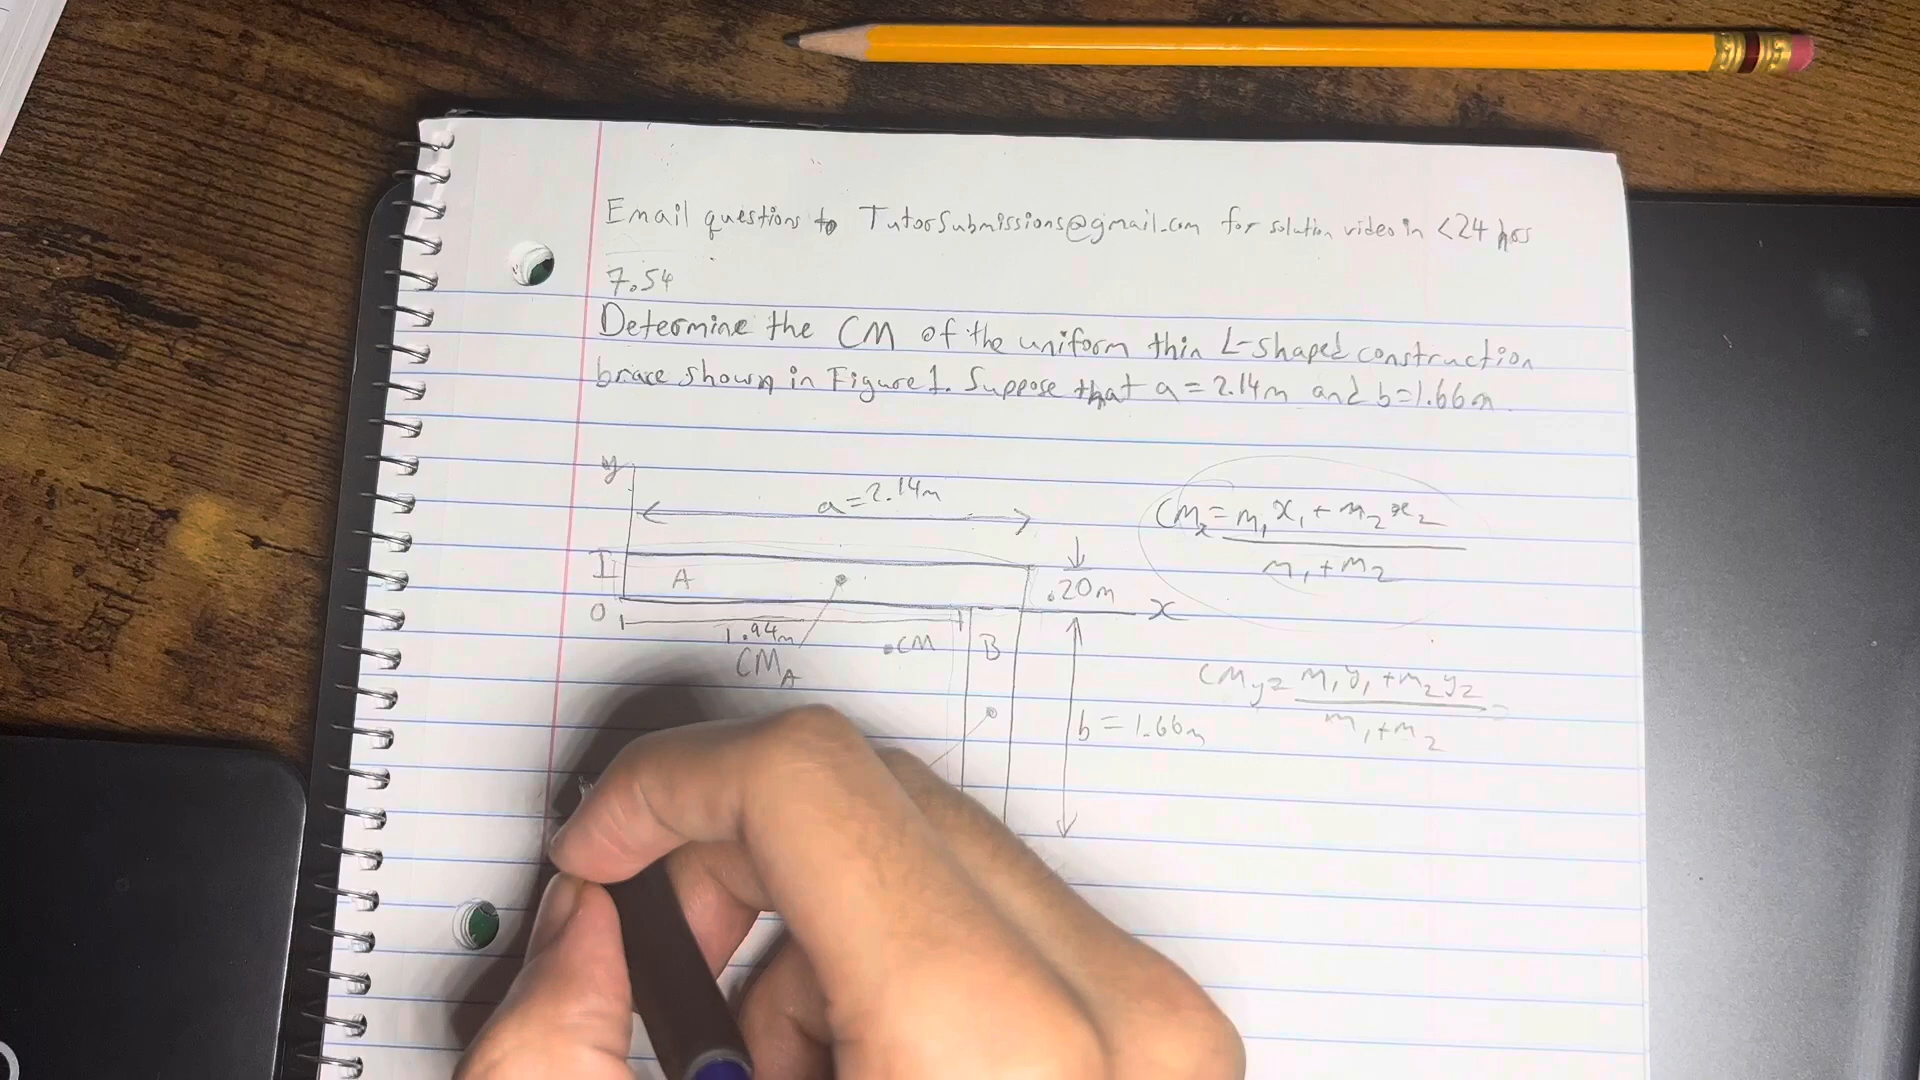 Email questions to TutorSubmissions@gmail.com for solution video in <24 hrs
7.54
Determine the CM of the uniform thin L-shaped construction
brace shown in Figure 1. Suppose that a = 2.14m and b=1.66m.
y
a=2.14m
CMx = m1x1 + m2x2
m1+m2
A
.20m
x
O
1.94m
.CM
B
CMA
CMy= m1y1+m2y2
m1+m2
b = 1.66m